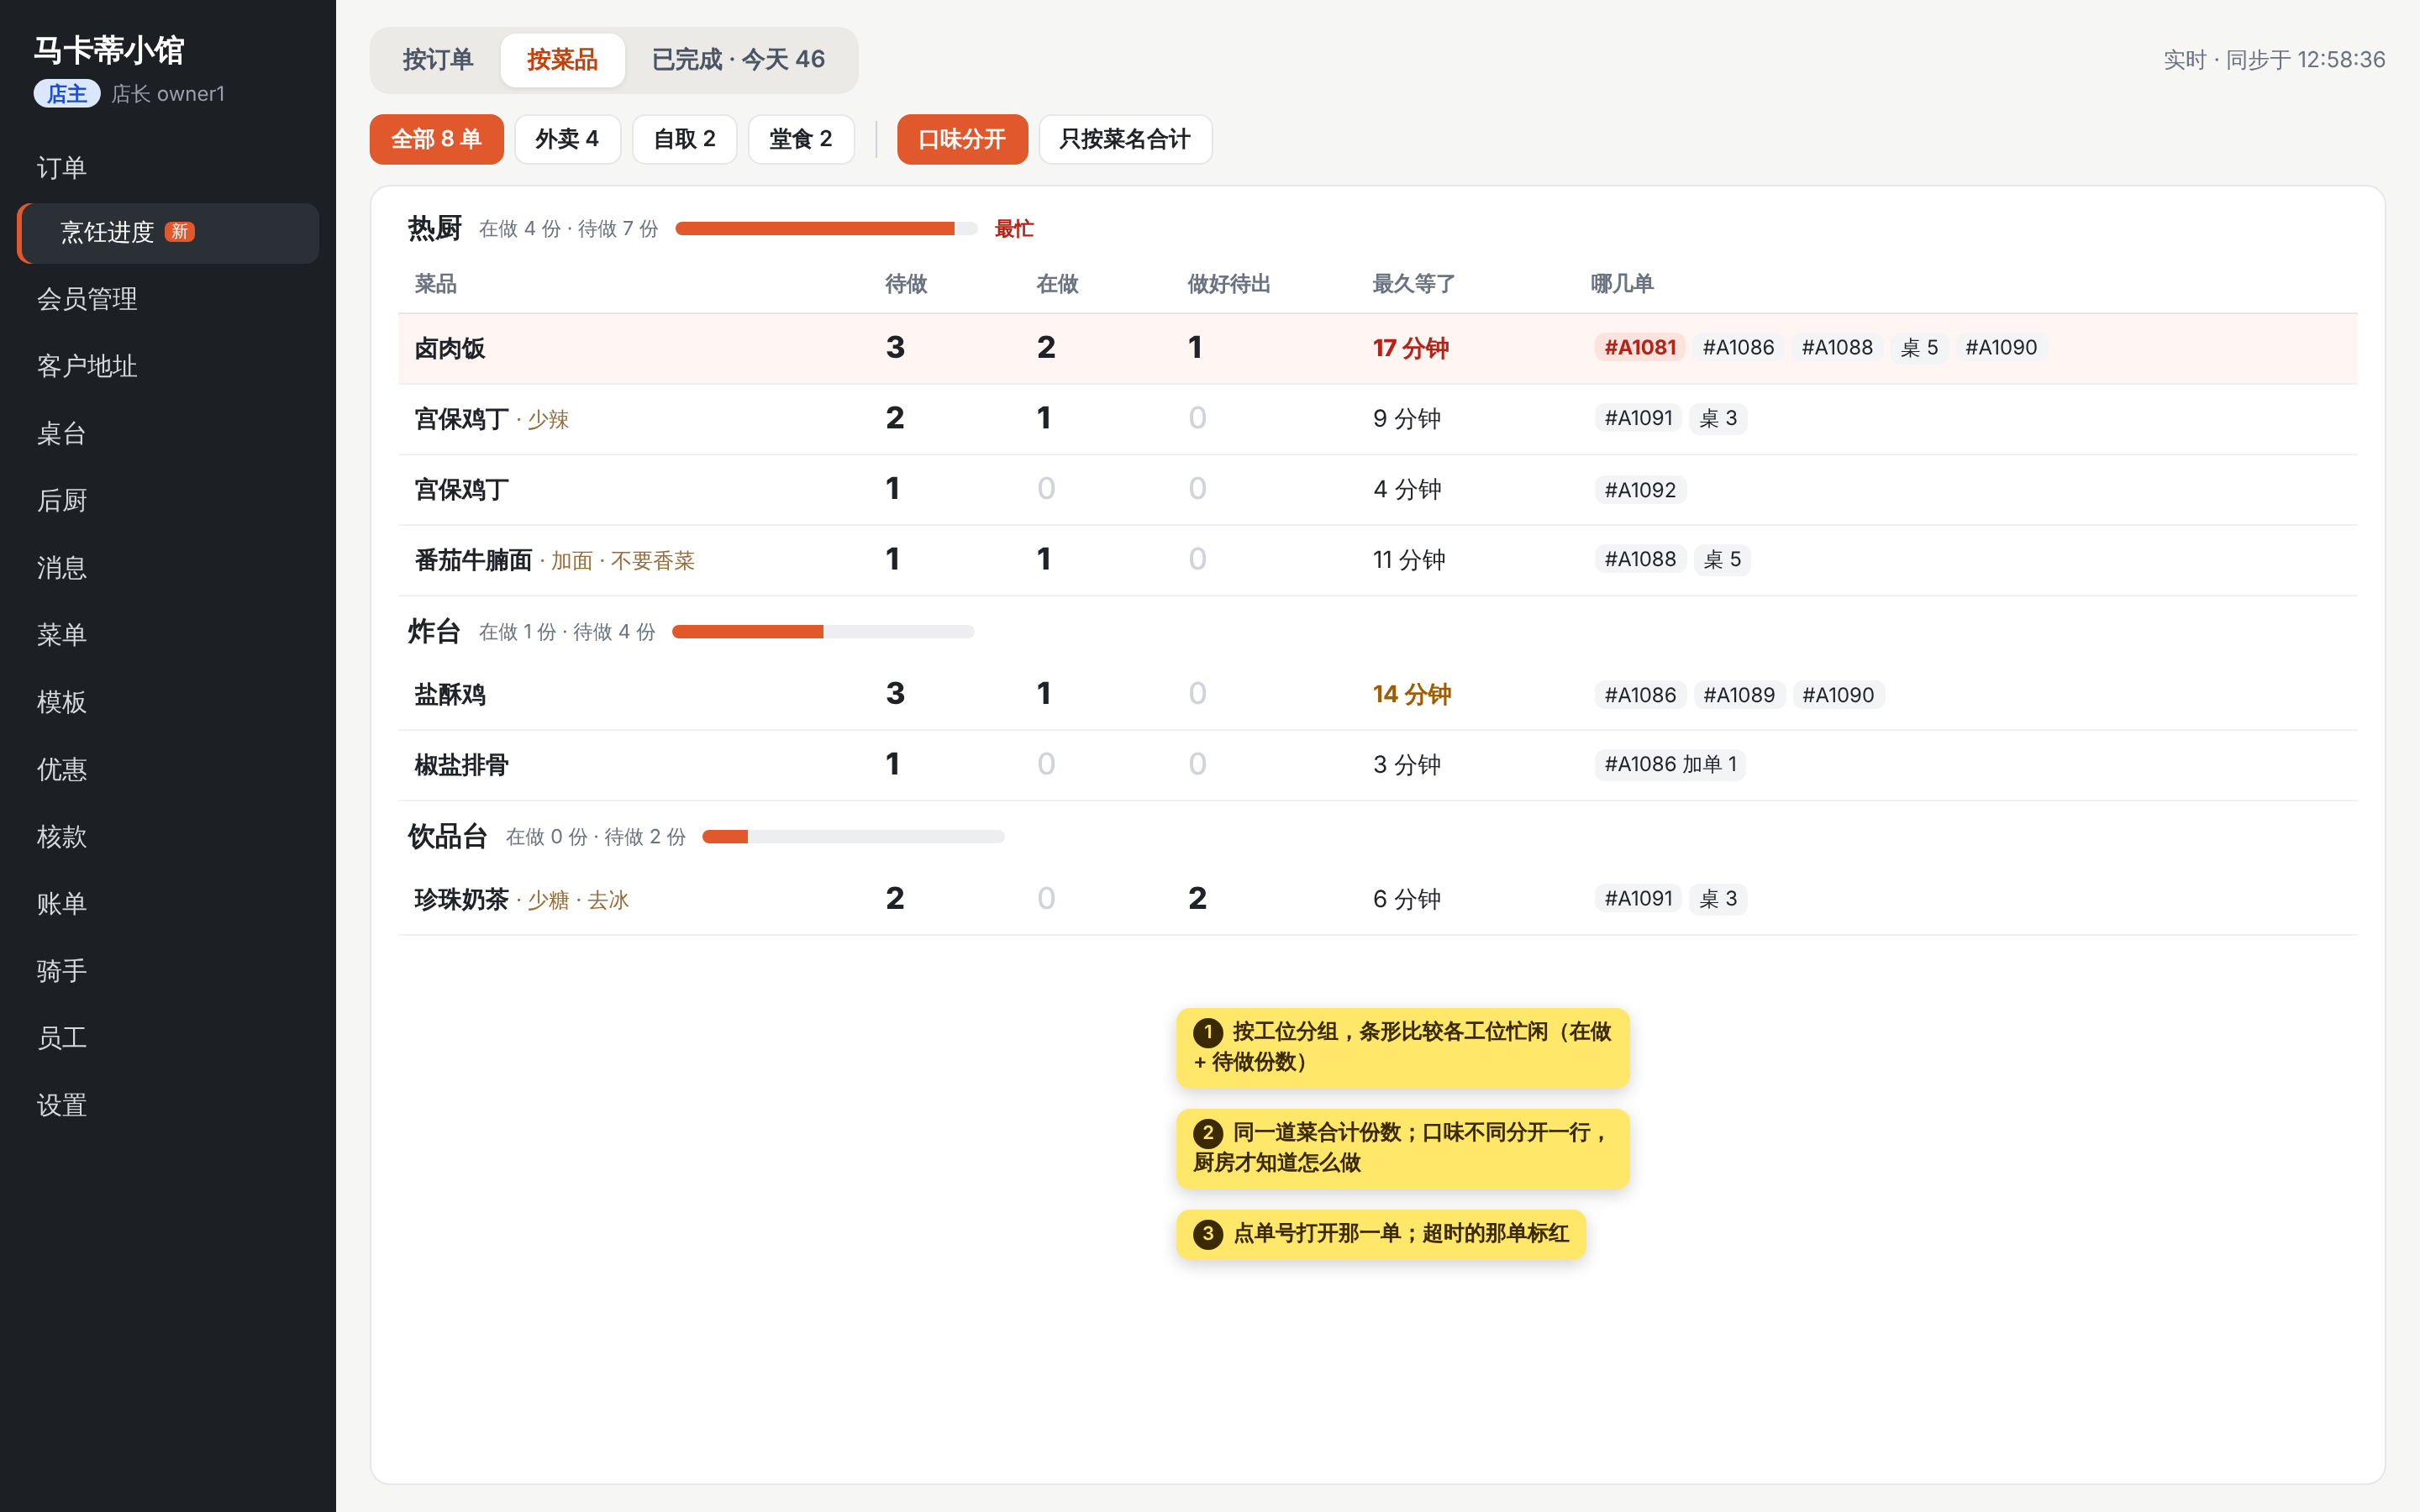 马卡蒂小馆
店主 店长 owner1
订单
烹饪进度 新
会员管理
客户地址
桌台
后厨
消息
菜单
模板
优惠
核款
账单
骑手
员工
设置
按订单 按菜品 已完成 · 今天 46
实时 · 同步于 12:58:36
全部 8 单 外卖 4 自取 2 堂食 2 口味分开 只按菜名合计
热厨 在做 4 份 · 待做 7 份 最忙
菜品 待做 在做 做好待出 最久等了 哪几单
卤肉饭 3 2 1 17 分钟 #A1081 #A1086 #A1088 桌 5 #A1090
宫保鸡丁 · 少辣 2 1 0 9 分钟 #A1091 桌 3
宫保鸡丁 1 0 0 4 分钟 #A1092
番茄牛腩面 · 加面 · 不要香菜 1 1 0 11 分钟 #A1088 桌 5
炸台 在做 1 份 · 待做 4 份
盐酥鸡 3 1 0 14 分钟 #A1086 #A1089 #A1090
椒盐排骨 1 0 0 3 分钟 #A1086 加单 1
饮品台 在做 0 份 · 待做 2 份
珍珠奶茶 · 少糖 · 去冰 2 0 2 6 分钟 #A1091 桌 3
1 按工位分组，条形比较各工位忙闲（在做
+ 待做份数）
2 同一道菜合计份数；口味不同分开一行，
厨房才知道怎么做
3 点单号打开那一单；超时的那单标红